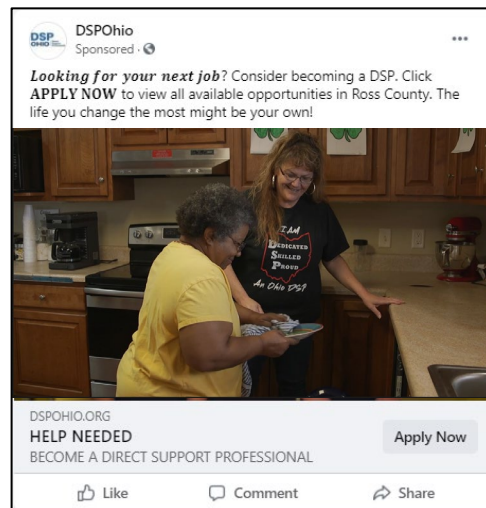 DSP
OHIO
DSPOhio
Sponsored ·
Looking for your next job? Consider becoming a DSP. Click
APPLY NOW to view all available opportunities in Ross County. The
life you change the most might be your own!
I AM
DEDICATED
SKILLED
PROUD
An Ohio DSP
DSPOHIO.ORG
HELP NEEDED
BECOME A DIRECT SUPPORT PROFESSIONAL
Apply Now
Like
Comment
Share